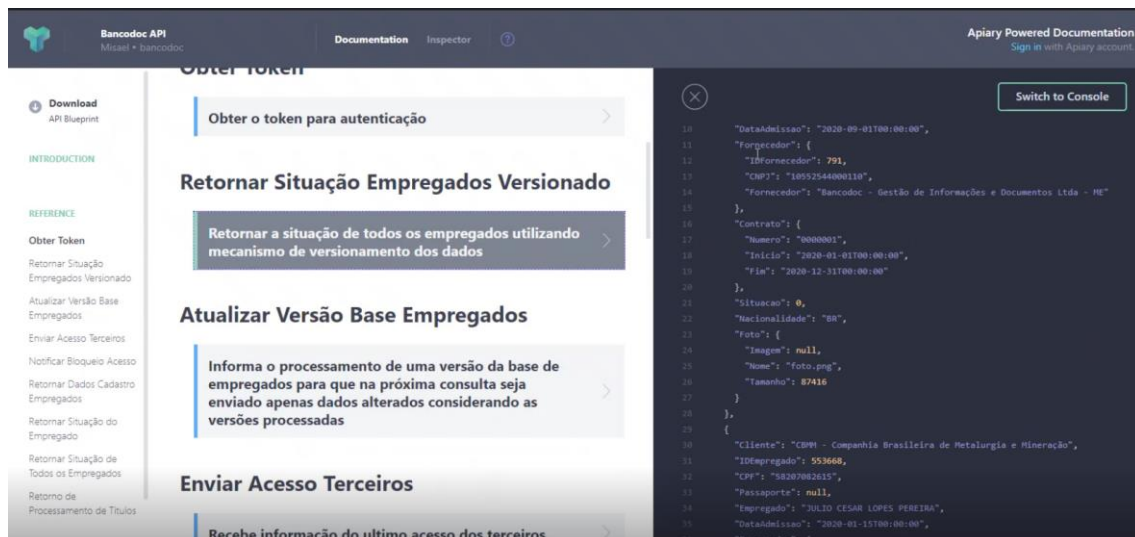 Bancodoc API
Misael • bancodoc
Documentation
Inspector
?
Apiary Powered Documentation
Sign in with Apiary account.
Download
API Blueprint
INTRODUCTION
REFERENCE
Obter Token
Retornar Situação
Empregados Versionado
Atualizar Versão Base
Empregados
Enviar Acesso Terceiros
Notificar Bloqueio Acesso
Retornar Dados Cadastro
Empregados
Retornar Situação do
Empregado
Retornar Situação de
Todos os Empregados
Retorno de
Processamento de Titulos
Obter Token
Obter o token para autenticação
Retornar Situação Empregados Versionado
Retornar a situação de todos os empregados utilizando
mecanismo de versionamento dos dados
Atualizar Versão Base Empregados
Informa o processamento de uma versão da base de
empregados para que na próxima consulta seja
enviado apenas dados alterados considerando as
versões processadas
Enviar Acesso Terceiros
Recebe informação do ultimo acesso dos terceiros
Switch to Console
10 "DataAdmissao": "2020-09-01T00:00:00",
11 "Fornecedor": {
12 "IDFornecedor": 791,
13 "CNPJ": "10552544000110",
14 "Fornecedor": "Bancodoc - Gestão de Informações e Documentos Ltda - ME"
15 },
16 "Contrato": {
17 "Numero": "0000001",
18 "Inicio": "2020-01-01T00:00:00",
19 "Fim": "2020-12-31T00:00:00"
20 },
21 "Situacao": 0,
22 "Nacionalidade": "BR",
23 "Foto": {
24 "Imagem": null,
25 "Nome": "foto.png",
26 "Tamanho": 87416
27 }
28 },
29 {
30 "Cliente": "CBMM - Companhia Brasileira de Metalurgia e Mineração",
31 "IDEmpregado": 553668,
32 "CPF": "58207082615",
33 "Passaporte": null,
34 "Empregado": "JULIO CESAR LOPES PEREIRA",
35 "DataAdmissao": "2020-01-15T00:00:00",